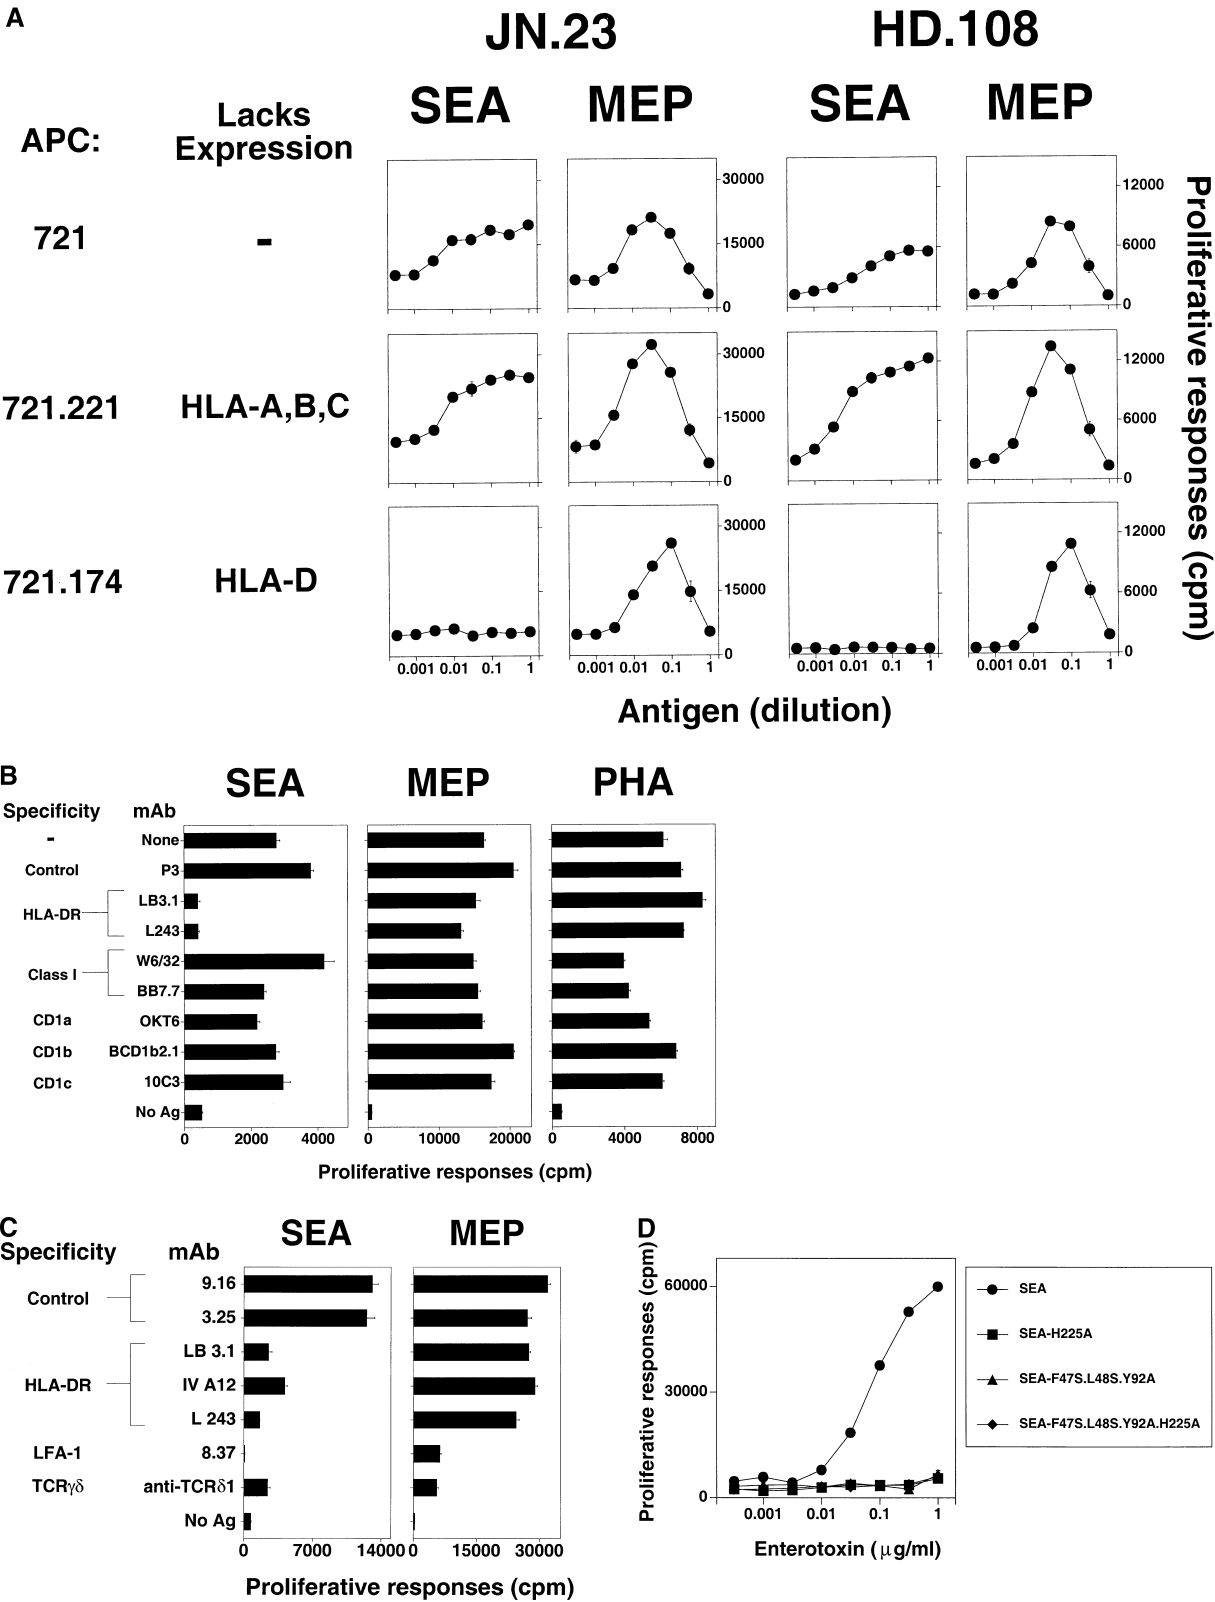 A
JN.23 HD.108
SEA MEP SEA MEP
APC: Lacks
Expression
721 -
30000
15000
0
12000
6000
0
721.221 HLA-A,B,C
30000
15000
0
12000
6000
0
721.174 HLA-D
30000
15000
0
12000
6000
0
0.001 0.01 0.1 1 0.001 0.01 0.1 1 0.001 0.01 0.1 1 0.001 0.01 0.1 1
Antigen (dilution)
Proliferative responses (cpm)
B
SEA MEP PHA
Specificity mAb
- None
Control P3
HLA-DR LB3.1
L243
Class I W6/32
BB7.7
CD1a OKT6
CD1b BCD1b2.1
CD1c 10C3
No Ag
0 2000 4000 0 10000 20000 0 4000 8000
Proliferative responses (cpm)
C
SEA MEP
Specificity mAb
Control 9.16
3.25
HLA-DR LB 3.1
IV A12
L 243
LFA-1 8.37
TCRγδ anti-TCRδ1
No Ag
0 7000 14000 0 15000 30000
Proliferative responses (cpm)
D
Proliferative responses (cpm)
60000
30000
0
0.001 0.01 0.1 1
Enterotoxin (μg/ml)
SEA
SEA-H225A
SEA-F47S.L48S.Y92A
SEA-F47S.L48S.Y92A.H225A